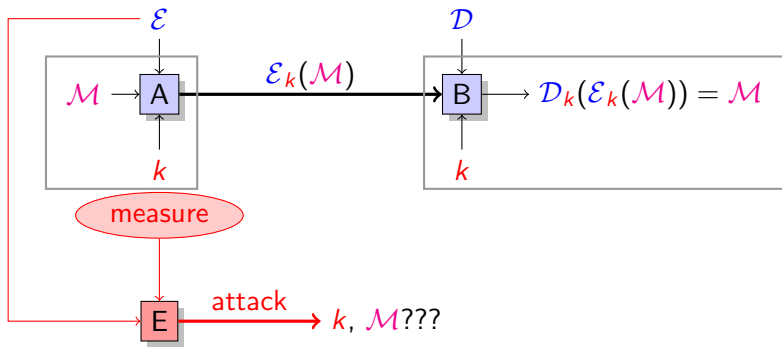 ℰ 𝒟
ℰₖ(ℳ)
ℳ A B 𝒟ₖ(ℰₖ(ℳ)) = ℳ
k k
measure
attack
E k, ℳ???